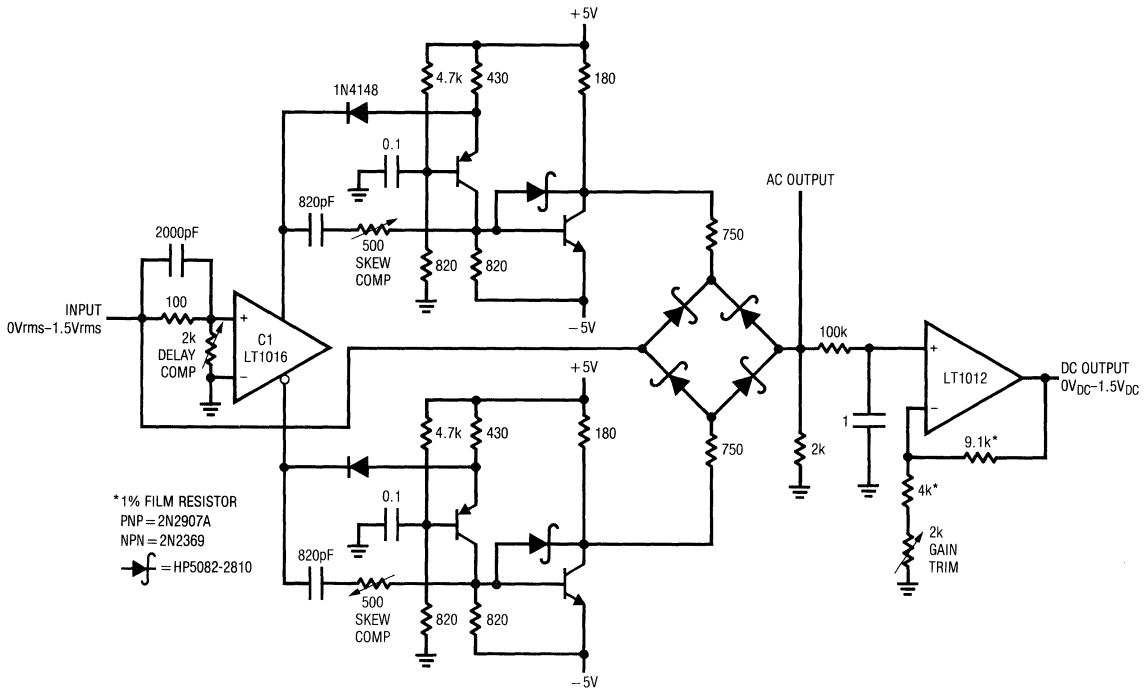 +5V
4.7k
430
180
1N4148
0.1
AC OUTPUT
820pF
2000pF
500
SKEW
COMP
820
820
750
INPUT
0Vrms–1.5Vrms
100
+
2k
DELAY
COMP
C1
LT1016
−
−5V
100k
+
LT1012
−
DC OUTPUT
0VDC–1.5VDC
+5V
4.7k
430
180
750
2k
1
9.1k*
4k*
2k
GAIN
TRIM
*1% FILM RESISTOR
PNP = 2N2907A
NPN = 2N2369
= HP5082-2810
0.1
820pF
500
SKEW
COMP
820
820
−5V